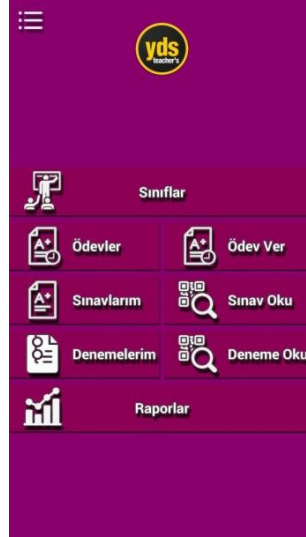 yds
teacher's
Sınıflar
Ödevler
Ödev Ver
Sınavlarım
Sınav Oku
Denemelerim
Deneme Oku
Raporlar